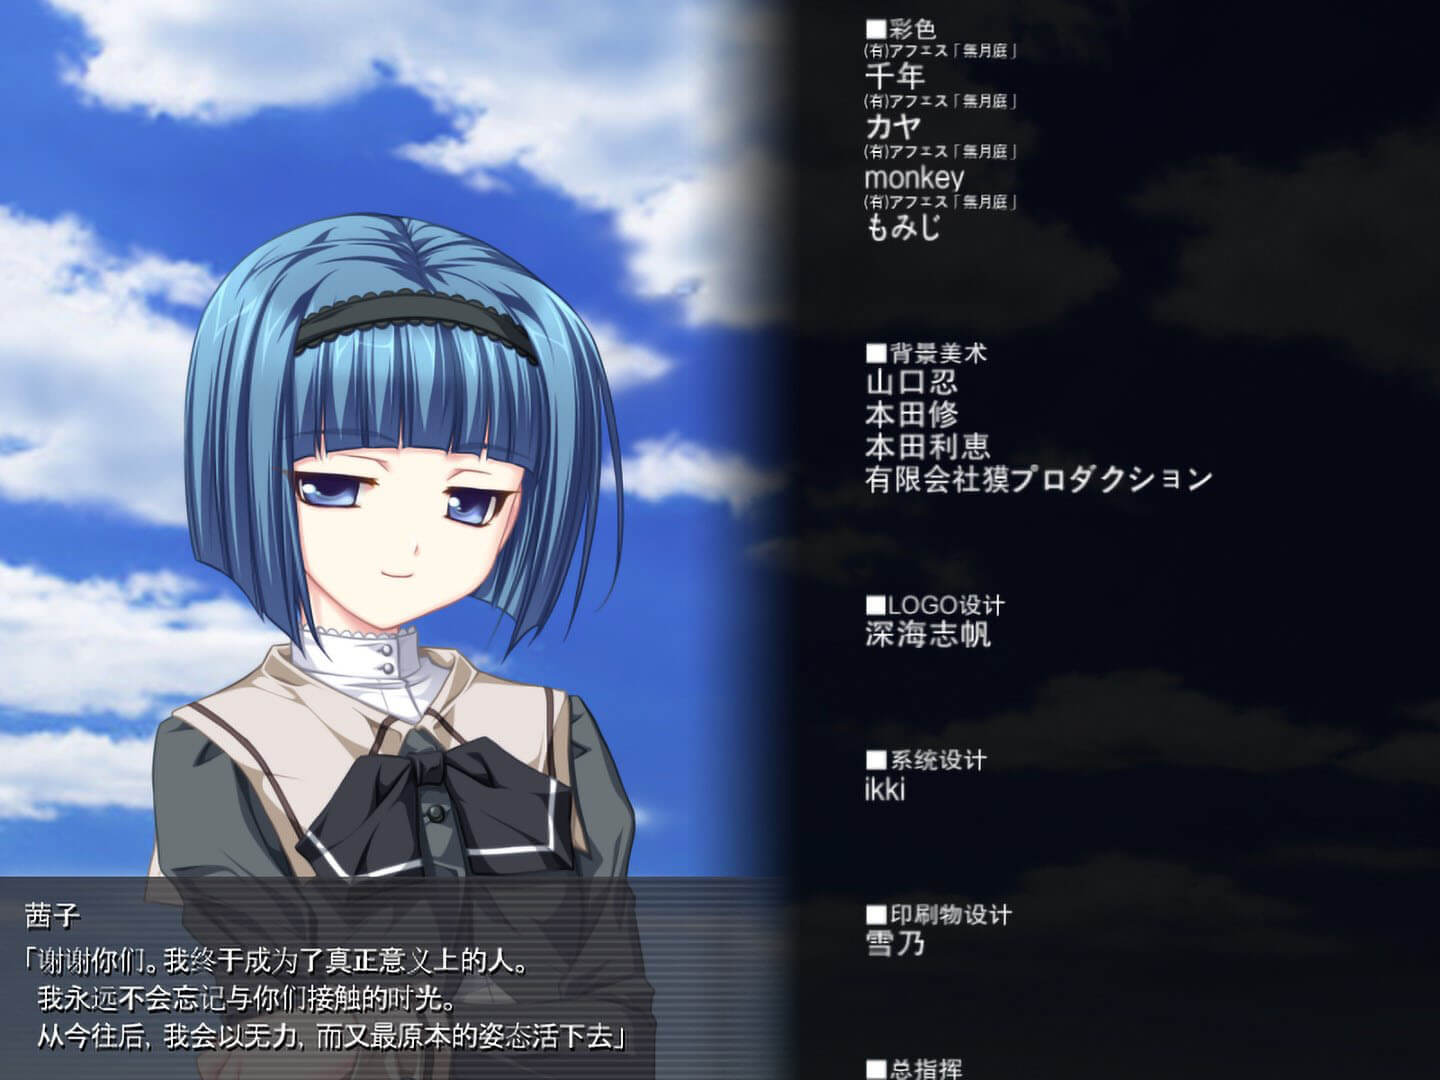 ■彩色
(有)アフェス「無月庭」
千年
(有)アフェス「無月庭」
カヤ
(有)アフェス「無月庭」
monkey
(有)アフェス「無月庭」
もみじ
■背景美术
山口忍
本田修
本田利恵
有限会社獏プロダクション
■LOGO设计
深海志帆
■系统设计
ikki
■印刷物设计
雪乃
■总指挥
茜子
「谢谢你们。我终于成为了真正意义上的人。
我永远不会忘记与你们接触的时光。
从今往后, 我会以无力, 而又最原本的姿态活下去」